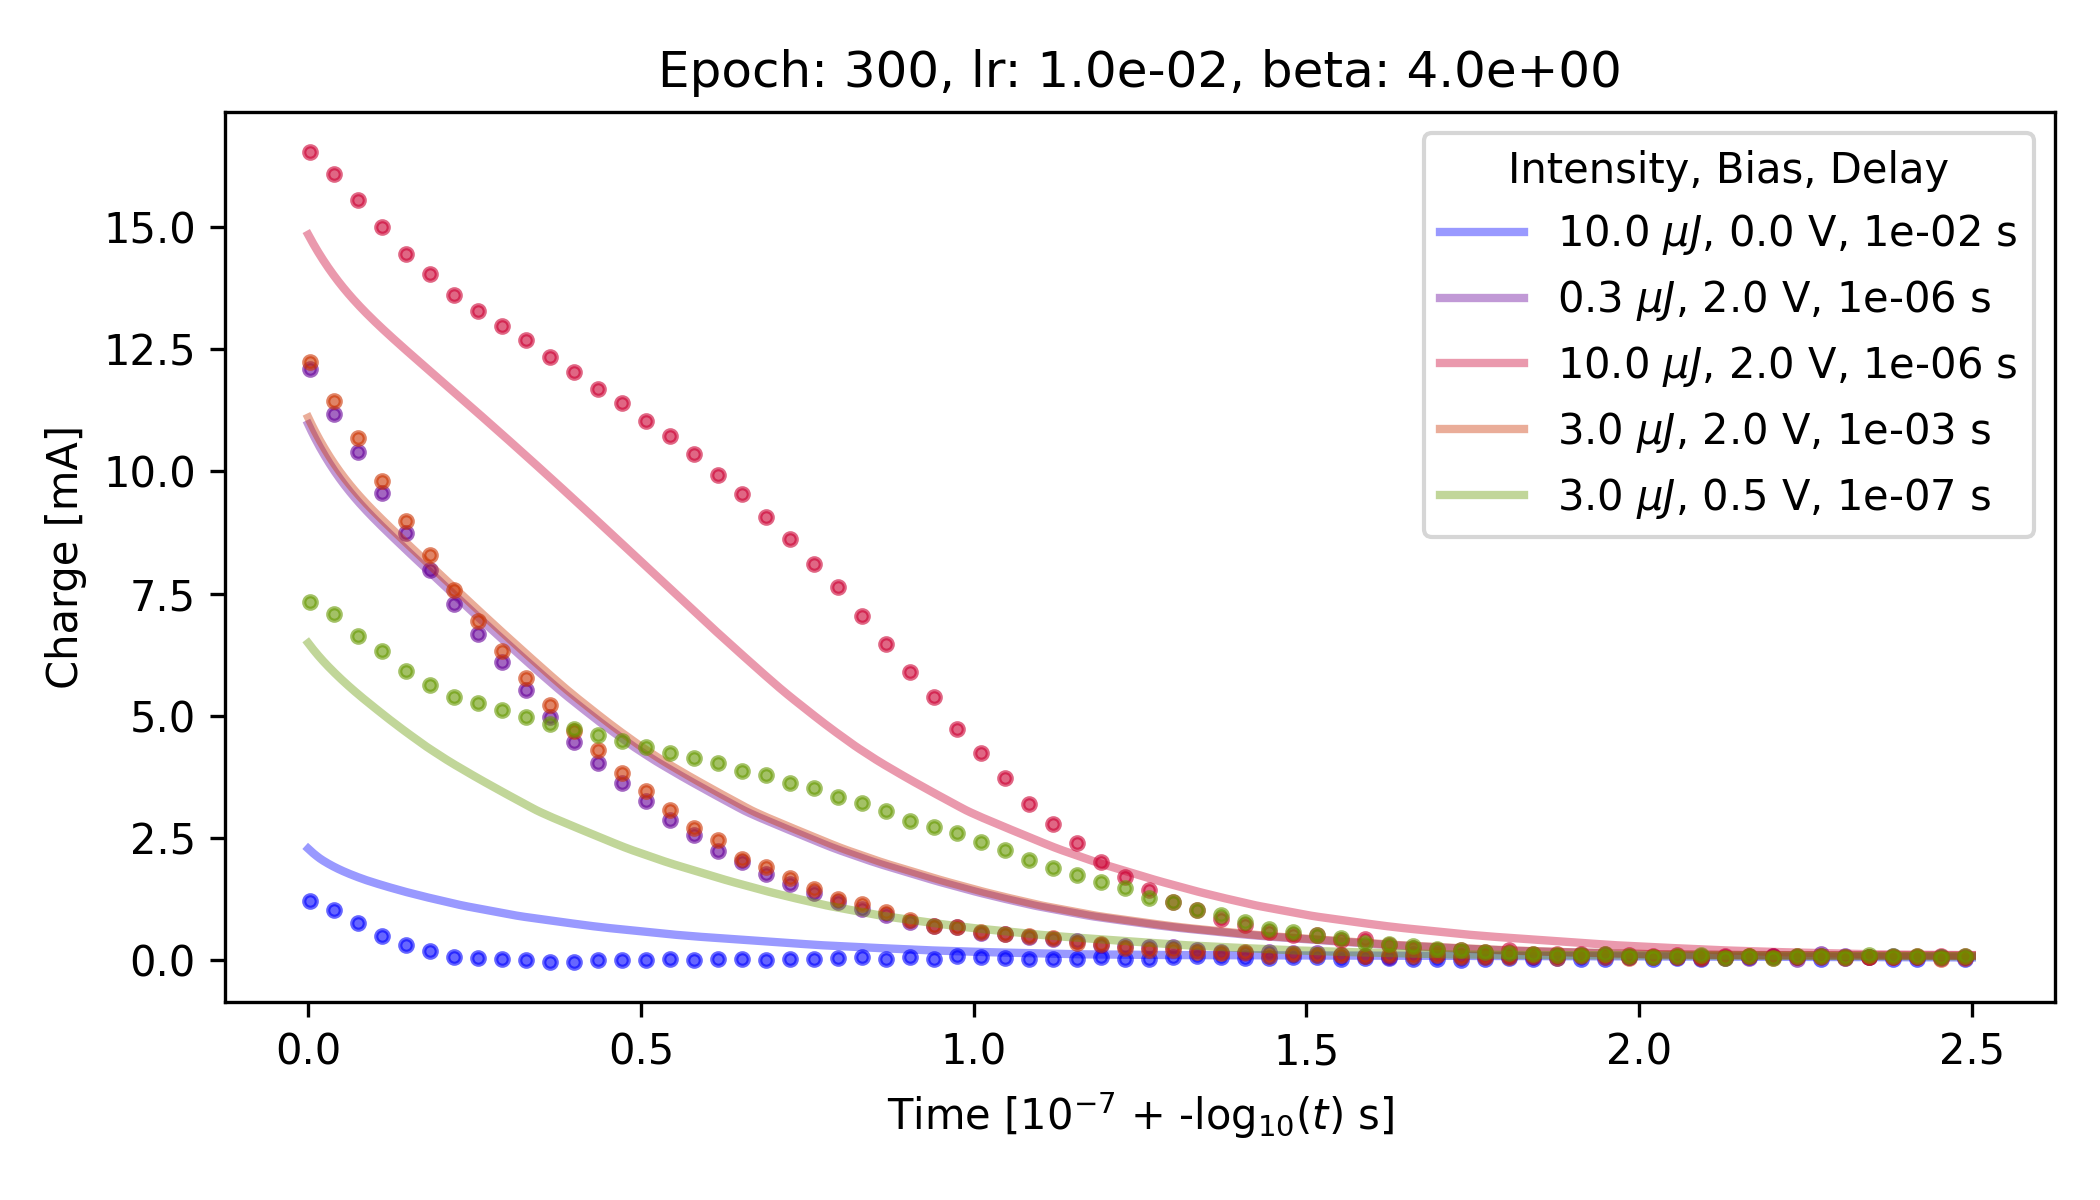 Epoch: 300, lr: 1.0e-02, beta: 4.0e+00
Charge [mA]
15.0
12.5
10.0
7.5
5.0
2.5
0.0
Intensity, Bias, Delay
10.0 μJ, 0.0 V, 1e-02 s
0.3 μJ, 2.0 V, 1e-06 s
10.0 μJ, 2.0 V, 1e-06 s
3.0 μJ, 2.0 V, 1e-03 s
3.0 μJ, 0.5 V, 1e-07 s
0.0 0.5 1.0 1.5 2.0 2.5
Time [10⁻⁷ + -log₁₀(t) s]